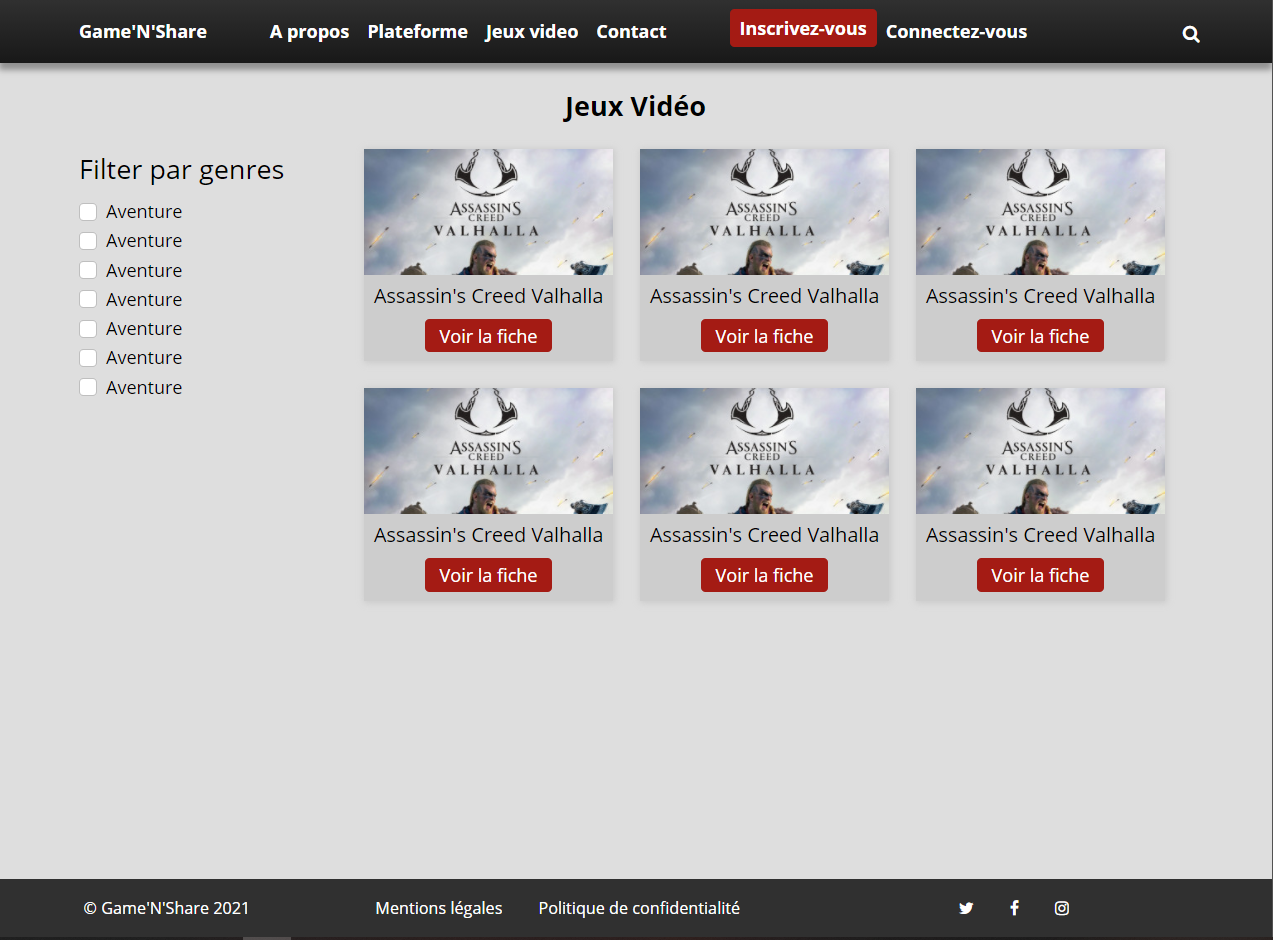 Game'N'Share A propos Plateforme Jeux video Contact Inscrivez-vous Connectez-vous
Jeux Vidéo
Filter par genres
Aventure
Aventure
Aventure
Aventure
Aventure
Aventure
Aventure
ASSASSIN'S
CREED
VALHALLA
Assassin's Creed Valhalla
Voir la fiche
ASSASSIN'S
CREED
VALHALLA
Assassin's Creed Valhalla
Voir la fiche
ASSASSIN'S
CREED
VALHALLA
Assassin's Creed Valhalla
Voir la fiche
ASSASSIN'S
CREED
VALHALLA
Assassin's Creed Valhalla
Voir la fiche
ASSASSIN'S
CREED
VALHALLA
Assassin's Creed Valhalla
Voir la fiche
ASSASSIN'S
CREED
VALHALLA
Assassin's Creed Valhalla
Voir la fiche
© Game'N'Share 2021 Mentions légales Politique de confidentialité